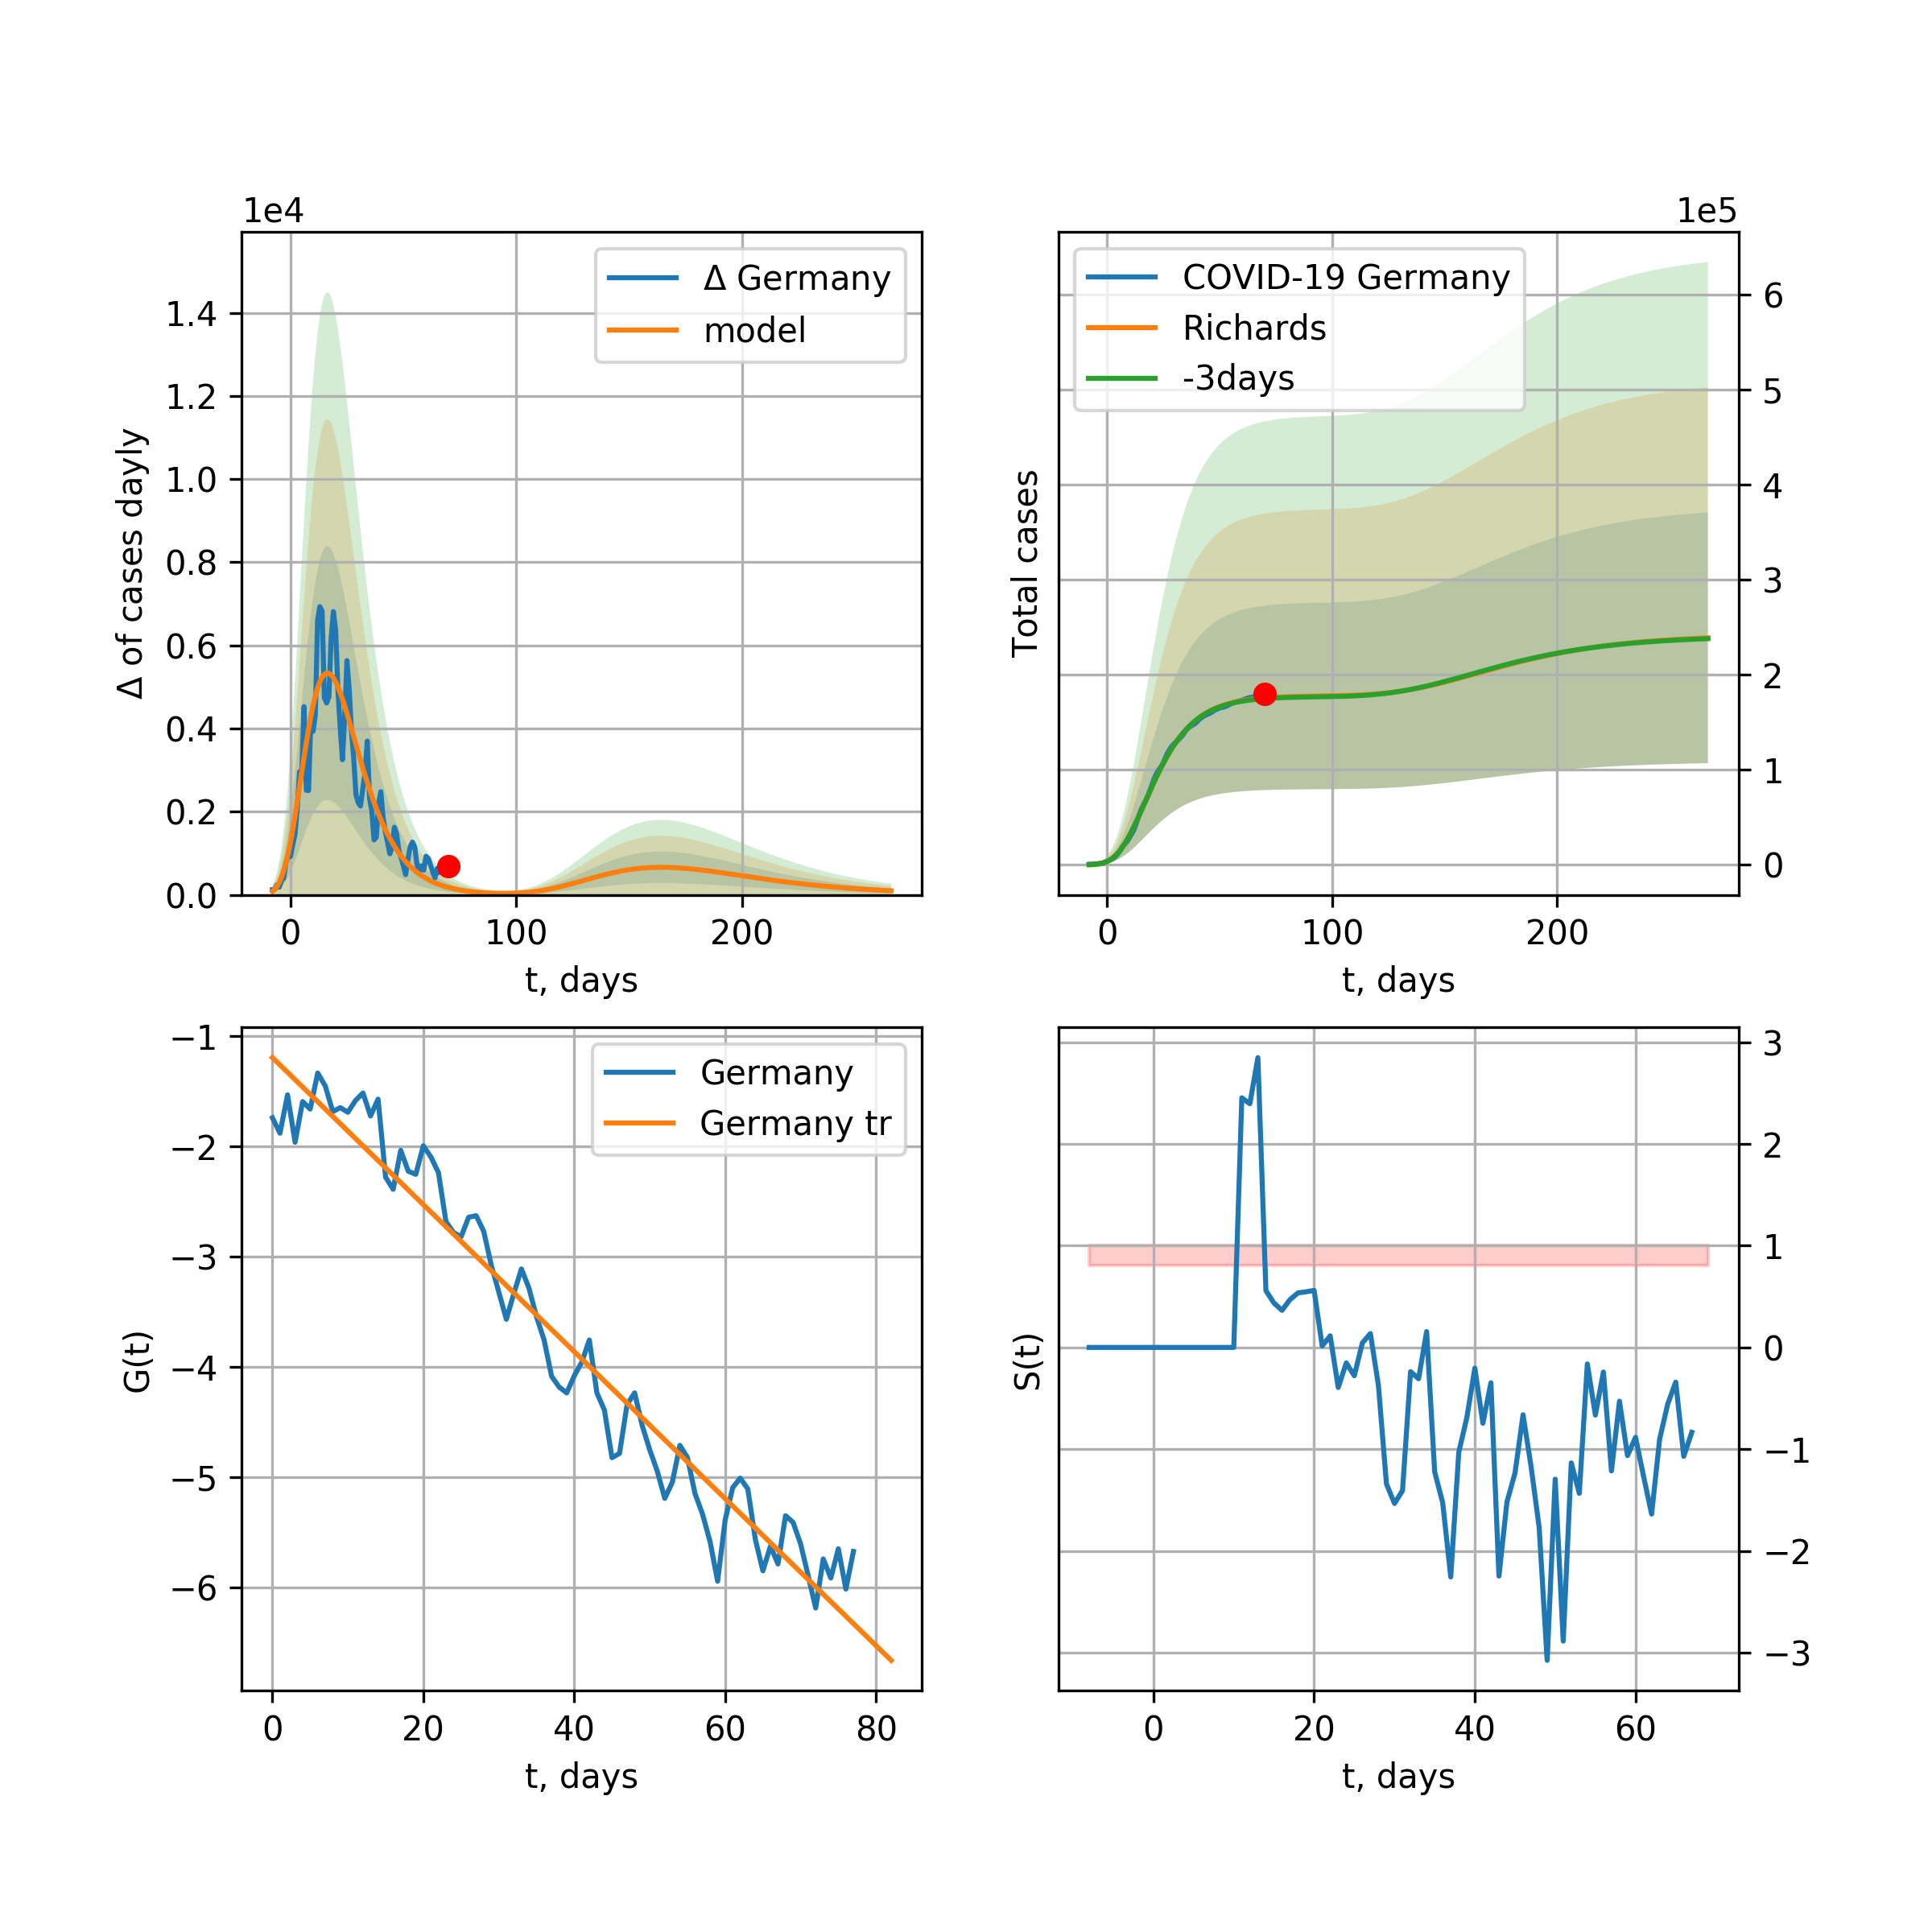 1e4
Δ Germany
model
1.4
1.2
1.0
0.8
0.6
0.4
0.2
0.0
Δ of cases dayly
0 100 200
t, days
1e5
COVID-19 Germany
Richards
-3days
6
5
4
3
2
1
0
Total cases
0 100 200
t, days
Germany
Germany tr
−1
−2
−3
−4
−5
−6
G(t)
0 20 40 60 80
t, days
3
2
1
0
−1
−2
−3
S(t)
0 20 40 60
t, days